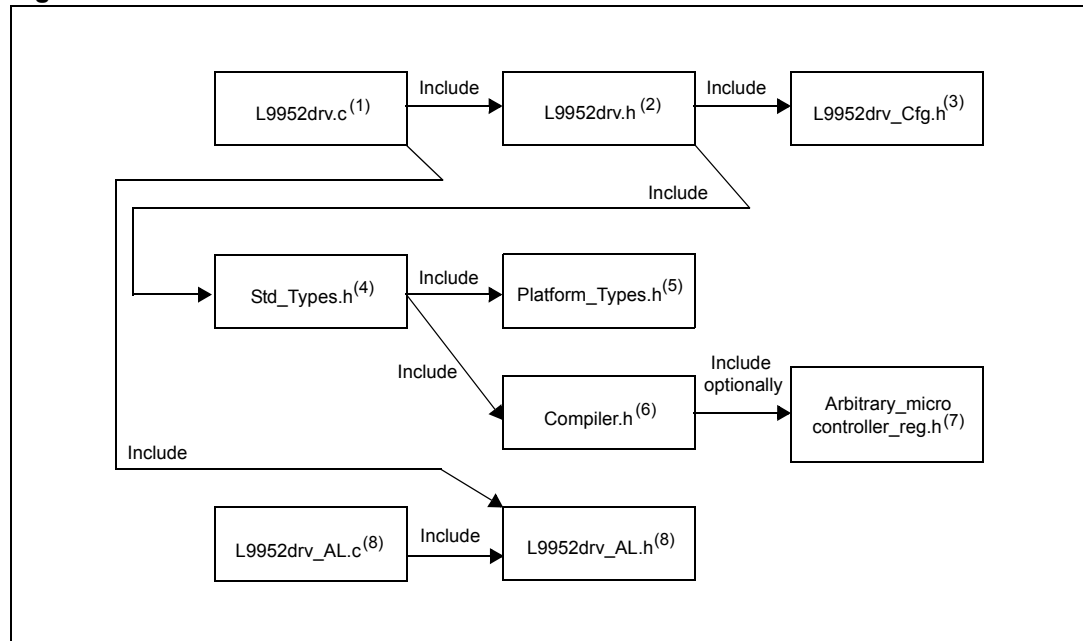 Include
Include
L9952drv.c(1)
L9952drv.h(2)
L9952drv_Cfg.h(3)
Include
Include
Std_Types.h(4)
Platform_Types.h(5)
Include
Include
optionally
Compiler.h(6)
Arbitrary_micro
controller_reg.h(7)
Include
Include
L9952drv_AL.c(8)
L9952drv_AL.h(8)